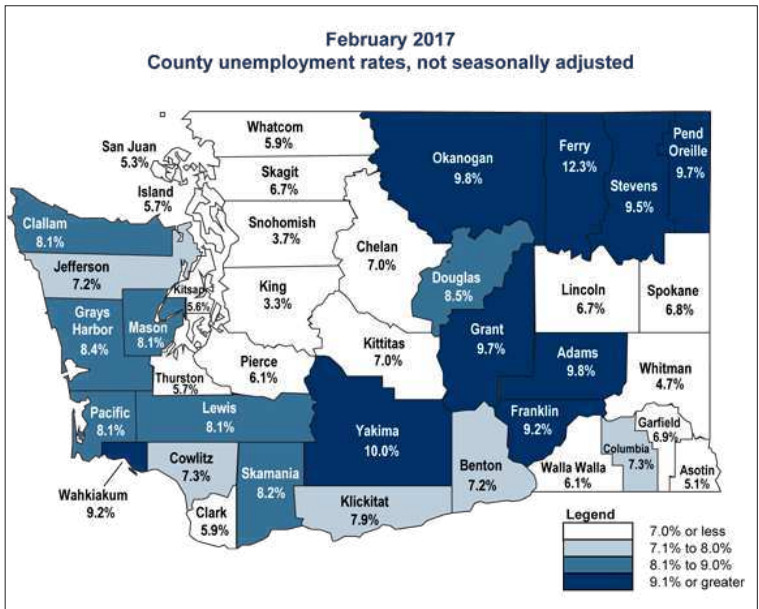 February 2017
County unemployment rates, not seasonally adjusted
Whatcom
5.9%
San Juan
5.3%
Skagit
6.7%
Island
5.7%
Okanogan
9.8%
Ferry
12.3%
Stevens
9.5%
Pend
Oreille
9.7%
Clallam
8.1%
Snohomish
3.7%
Chelan
7.0%
Jefferson
7.2%
Kitsap
5.6%
King
3.3%
Douglas
8.5%
Lincoln
6.7%
Spokane
6.8%
Grays
Harbor
8.4%
Mason
8.1%
Grant
9.7%
Kittitas
7.0%
Pierce
6.1%
Thurston
5.7%
Adams
9.8%
Whitman
4.7%
Pacific
8.1%
Lewis
8.1%
Yakima
10.0%
Franklin
9.2%
Garfield
6.9%
Columbia
7.3%
Benton
7.2%
Walla Walla
6.1%
Asotin
5.1%
Cowlitz
7.3%
Skamania
8.2%
Wahkiakum
9.2%
Klickitat
7.9%
Clark
5.9%
Legend
7.0% or less
7.1% to 8.0%
8.1% to 9.0%
9.1% or greater